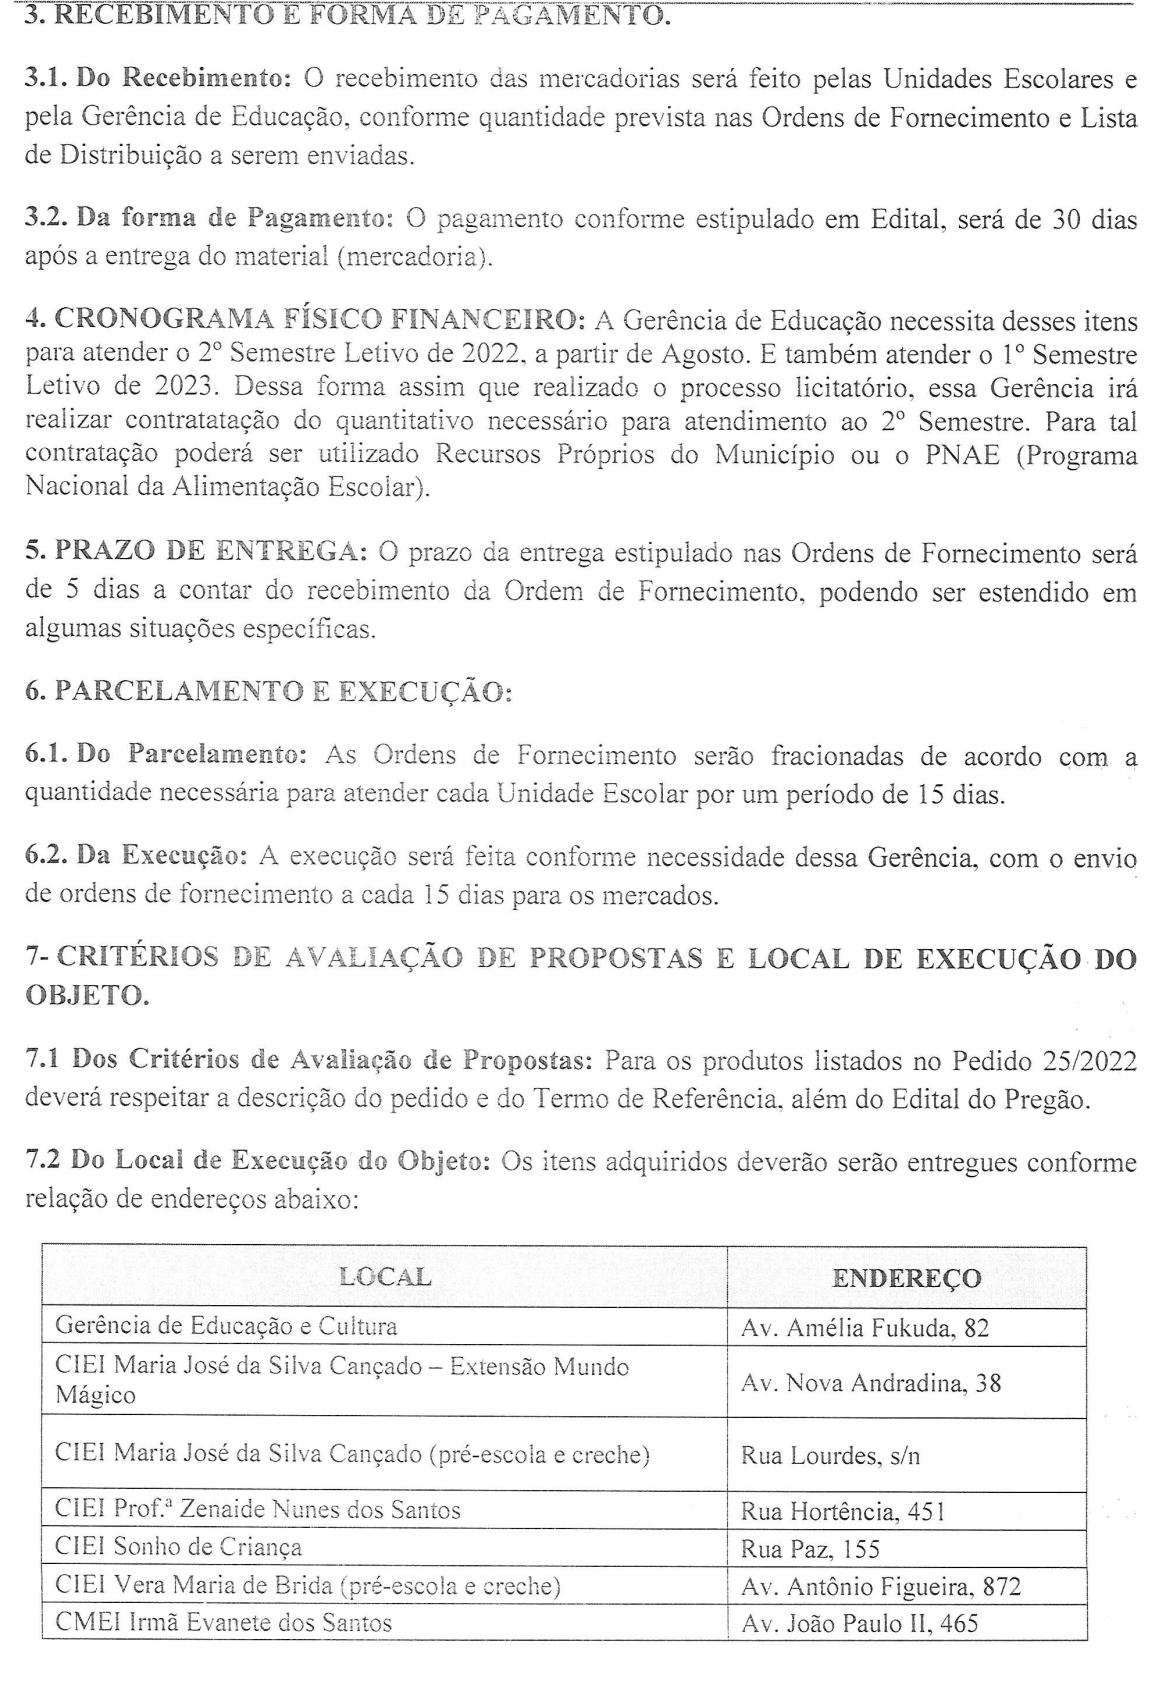 3. RECEBIMENTO E FORMA DE PAGAMENTO.
3.1. Do Recebimento: O recebimento das mercadorias será feito pelas Unidades Escolares e
pela Gerência de Educação, conforme quantidade prevista nas Ordens de Fornecimento e Lista
de Distribuição a serem enviadas.
3.2. Da forma de Pagamento: O pagamento conforme estipulado em Edital, será de 30 dias
após a entrega do material (mercadoria).
4. CRONOGRAMA FÍSICO FINANCEIRO: A Gerência de Educação necessita desses itens
para atender o 2º Semestre Letivo de 2022, a partir de Agosto. E também atender o 1º Semestre
Letivo de 2023. Dessa forma assim que realizado o processo licitatório, essa Gerência irá
realizar contratatação do quantitativo necessário para atendimento ao 2º Semestre. Para tal
contratação poderá ser utilizado Recursos Próprios do Município ou o PNAE (Programa
Nacional da Alimentação Escolar).
5. PRAZO DE ENTREGA: O prazo da entrega estipulado nas Ordens de Fornecimento será
de 5 dias a contar do recebimento da Ordem de Fornecimento, podendo ser estendido em
algumas situações específicas.
6. PARCELAMENTO E EXECUÇÃO:
6.1. Do Parcelamento: As Ordens de Fornecimento serão fracionadas de acordo com a
quantidade necessária para atender cada Unidade Escolar por um período de 15 dias.
6.2. Da Execução: A execução será feita conforme necessidade dessa Gerência, com o envio
de ordens de fornecimento a cada 15 dias para os mercados.
7- CRITÉRIOS DE AVALIAÇÃO DE PROPOSTAS E LOCAL DE EXECUÇÃO DO
OBJETO.
7.1 Dos Critérios de Avaliação de Propostas: Para os produtos listados no Pedido 25/2022
deverá respeitar a descrição do pedido e do Termo de Referência, além do Edital do Pregão.
7.2 Do Local de Execução do Objeto: Os itens adquiridos deverão serão entregues conforme
relação de endereços abaixo:
LOCAL ENDEREÇO
Gerência de Educação e Cultura Av. Amélia Fukuda, 82
CIEI Maria José da Silva Cançado – Extensão Mundo
Mágico Av. Nova Andradina, 38
CIEI Maria José da Silva Cançado (pré-escola e creche) Rua Lourdes, s/n
CIEI Prof.ª Zenaide Nunes dos Santos Rua Hortência, 451
CIEI Sonho de Criança Rua Paz, 155
CIEI Vera Maria de Brida (pré-escola e creche) Av. Antônio Figueira, 872
CMEI Irmã Evanete dos Santos Av. João Paulo II, 465